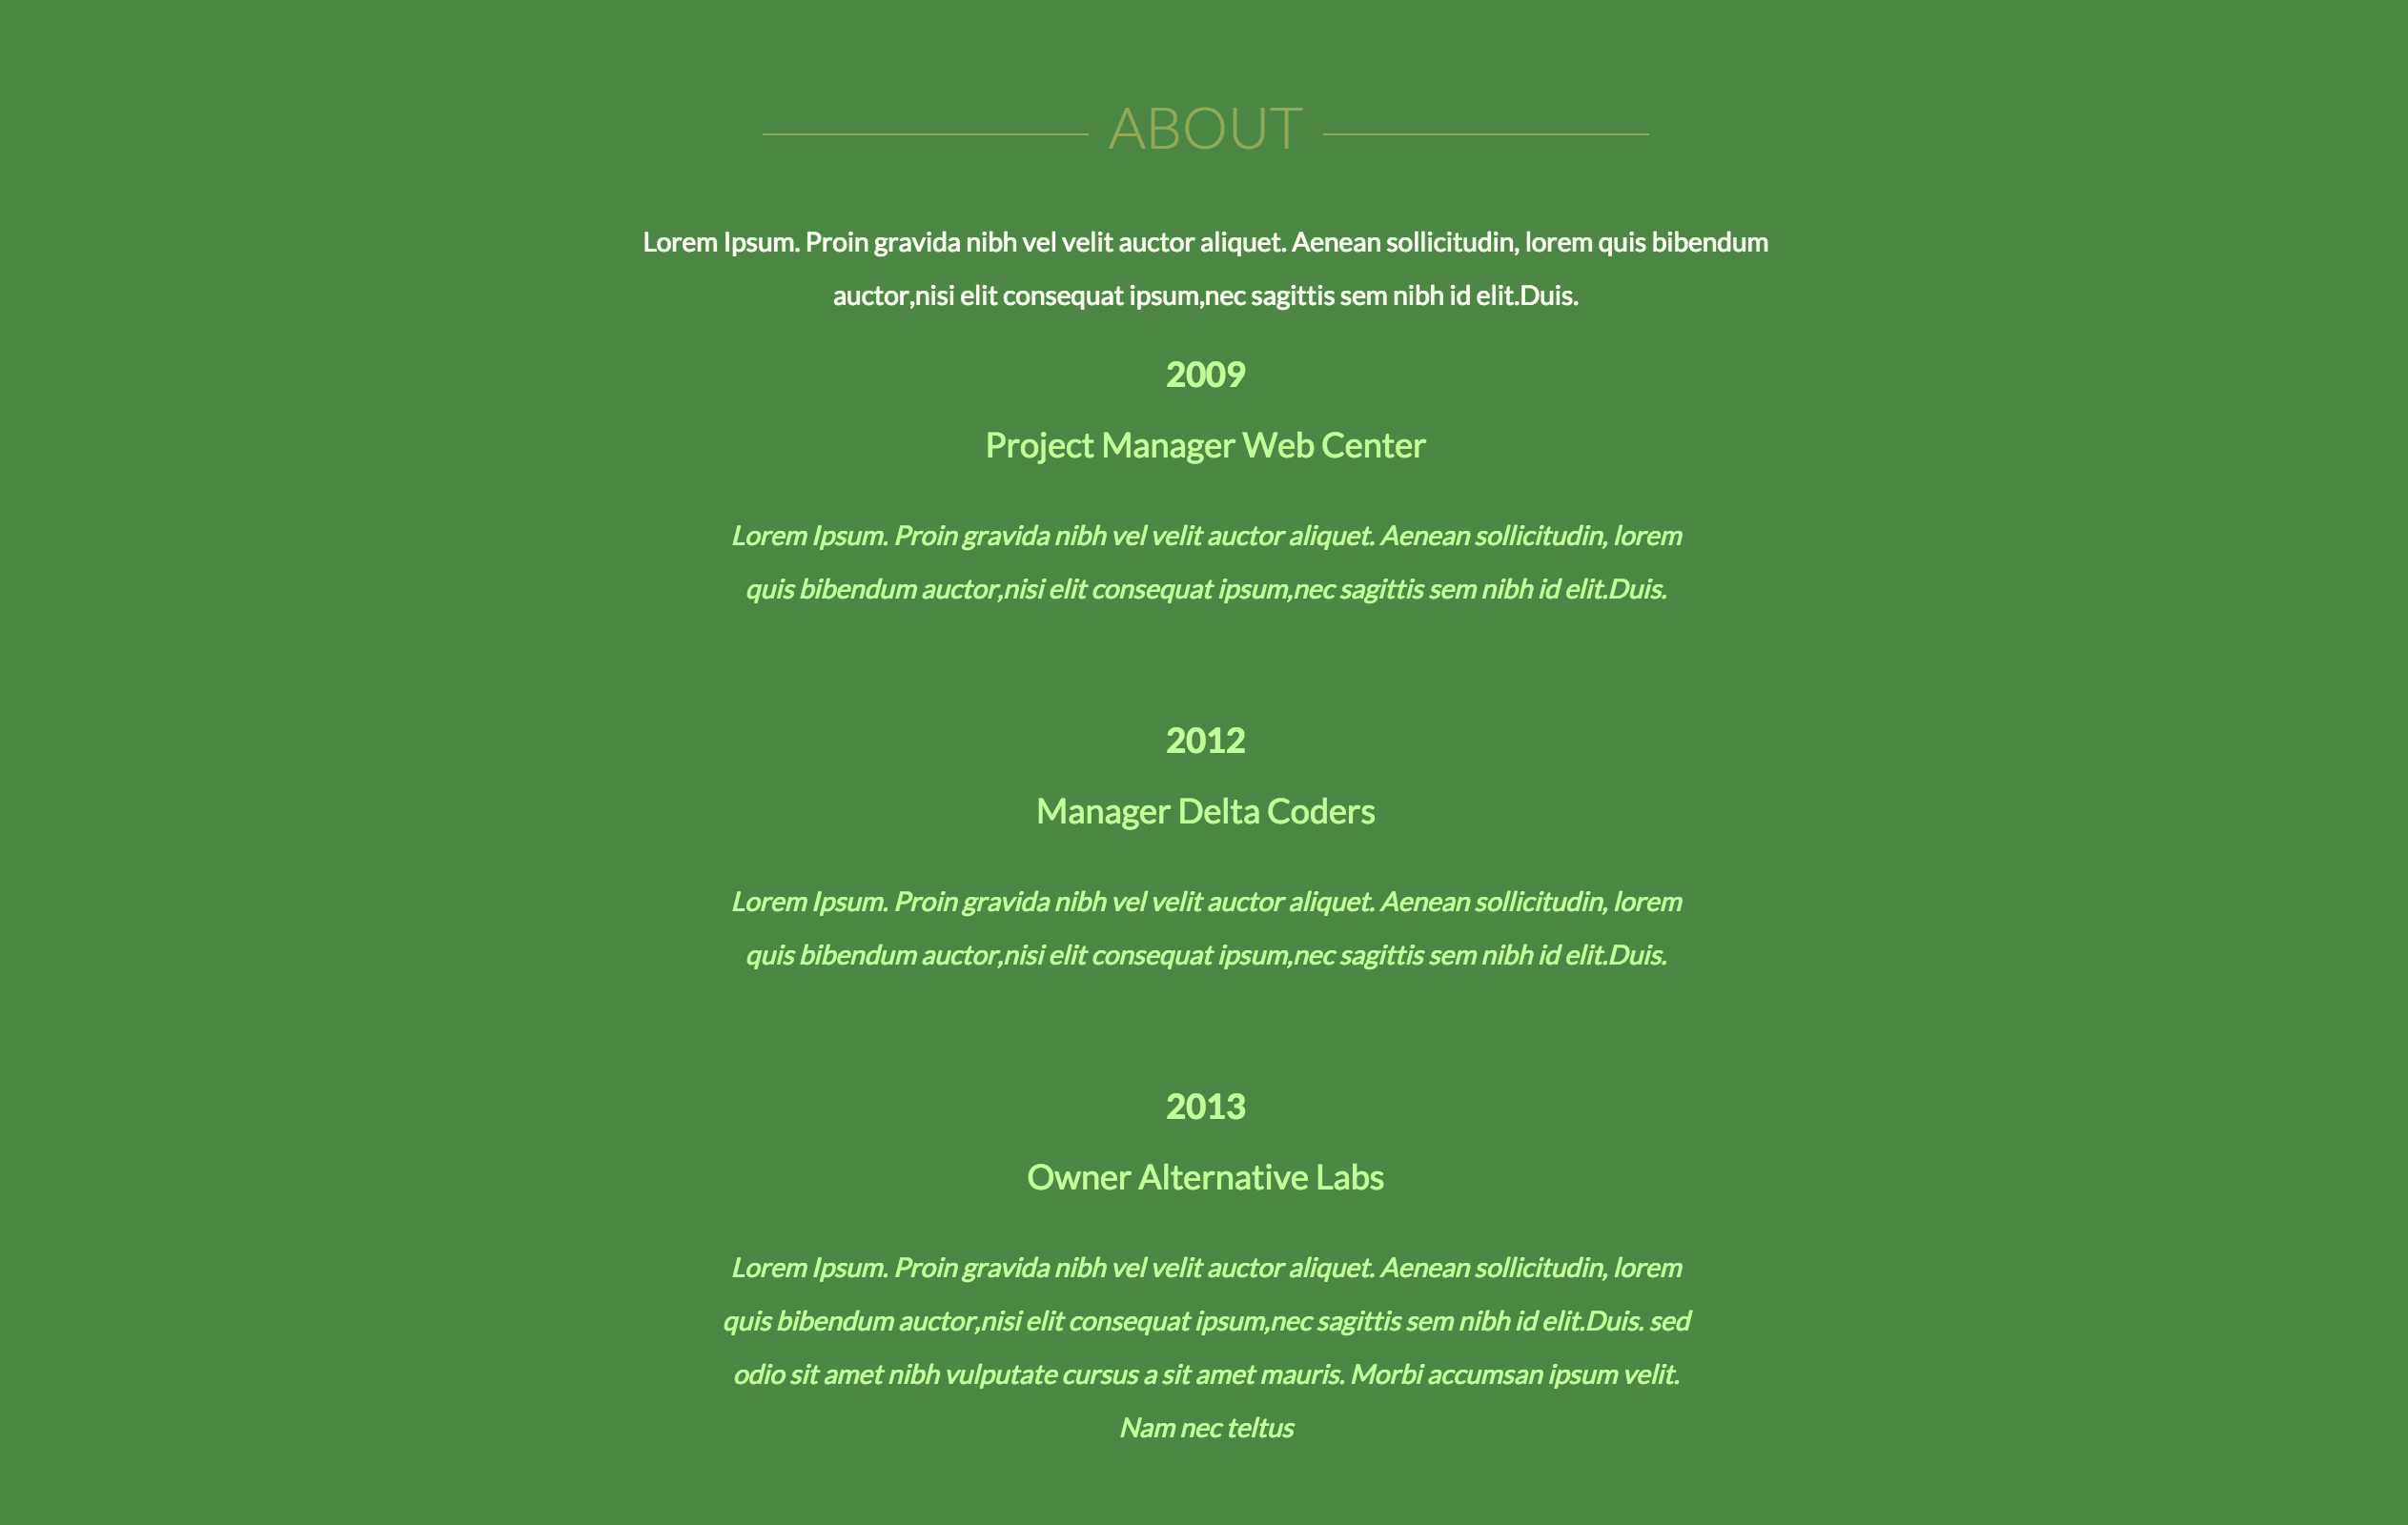 ABOUT
Lorem Ipsum. Proin gravida nibh vel velit auctor aliquet. Aenean sollicitudin, lorem quis bibendum
auctor,nisi elit consequat ipsum,nec sagittis sem nibh id elit.Duis.
2009
Project Manager Web Center
Lorem Ipsum. Proin gravida nibh vel velit auctor aliquet. Aenean sollicitudin, lorem
quis bibendum auctor,nisi elit consequat ipsum,nec sagittis sem nibh id elit.Duis.
2012
Manager Delta Coders
Lorem Ipsum. Proin gravida nibh vel velit auctor aliquet. Aenean sollicitudin, lorem
quis bibendum auctor,nisi elit consequat ipsum,nec sagittis sem nibh id elit.Duis.
2013
Owner Alternative Labs
Lorem Ipsum. Proin gravida nibh vel velit auctor aliquet. Aenean sollicitudin, lorem
quis bibendum auctor,nisi elit consequat ipsum,nec sagittis sem nibh id elit.Duis. sed
odio sit amet nibh vulputate cursus a sit amet mauris. Morbi accumsan ipsum velit.
Nam nec teltus